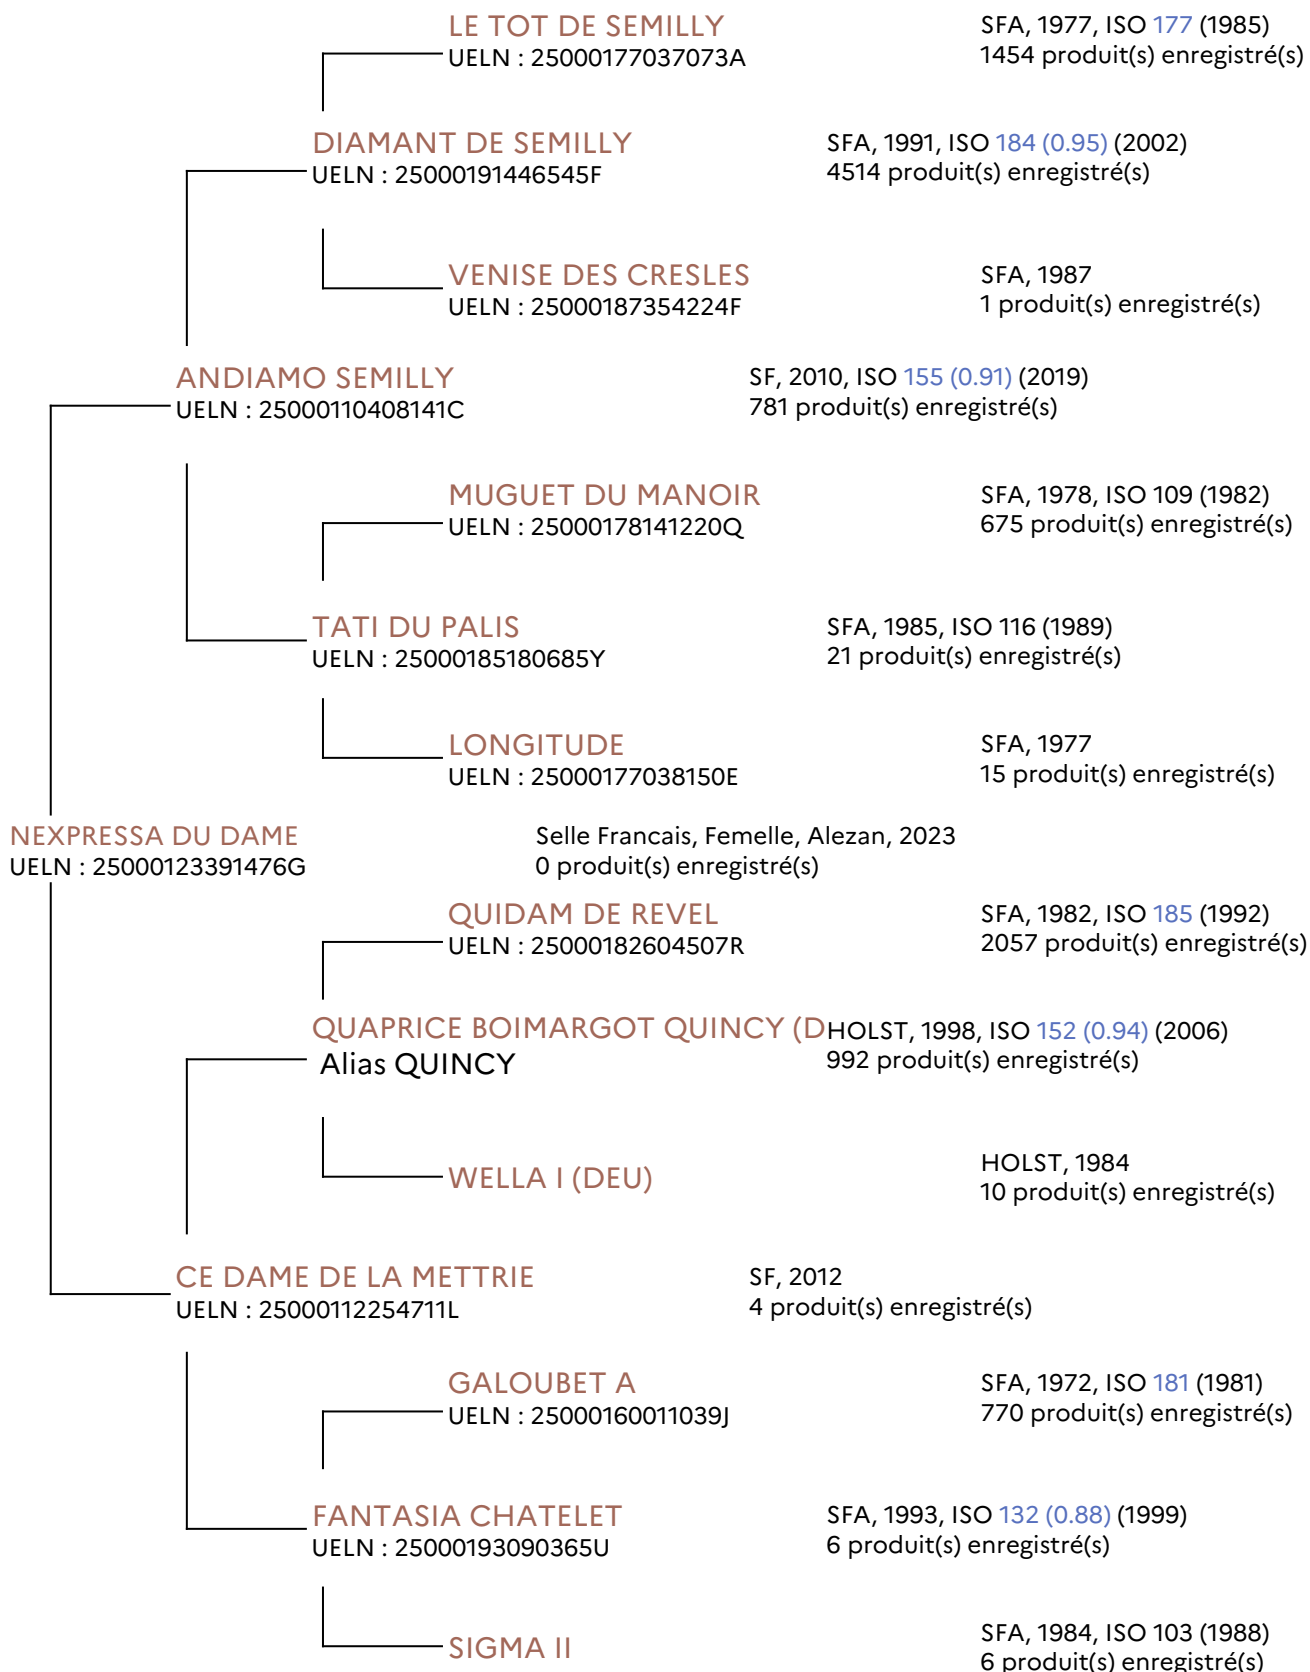 LE TOT DE SEMILLY
UELN : 25000177037073A
SFA, 1977, ISO 177 (1985)
1454 produit(s) enregistré(s)
DIAMANT DE SEMILLY
UELN : 25000191446545F
SFA, 1991, ISO 184 (0.95) (2002)
4514 produit(s) enregistré(s)
VENISE DES CRESLES
UELN : 25000187354224F
SFA, 1987
1 produit(s) enregistré(s)
ANDIAMO SEMILLY
UELN : 25000110408141C
SF, 2010, ISO 155 (0.91) (2019)
781 produit(s) enregistré(s)
MUGUET DU MANOIR
UELN : 25000178141220Q
SFA, 1978, ISO 109 (1982)
675 produit(s) enregistré(s)
TATI DU PALIS
UELN : 25000185180685Y
SFA, 1985, ISO 116 (1989)
21 produit(s) enregistré(s)
LONGITUDE
UELN : 25000177038150E
SFA, 1977
15 produit(s) enregistré(s)
NEXPRESSA DU DAME
UELN : 25000123391476G
Selle Francais, Femelle, Alezan, 2023
0 produit(s) enregistré(s)
QUIDAM DE REVEL
UELN : 25000182604507R
SFA, 1982, ISO 185 (1992)
2057 produit(s) enregistré(s)
QUAPRICE BOIMARGOT QUINCY (D
Alias QUINCY
HOLST, 1998, ISO 152 (0.94) (2006)
992 produit(s) enregistré(s)
WELLA I (DEU)
HOLST, 1984
10 produit(s) enregistré(s)
CE DAME DE LA METTRIE
UELN : 25000112254711L
SF, 2012
4 produit(s) enregistré(s)
GALOUBET A
UELN : 25000160011039J
SFA, 1972, ISO 181 (1981)
770 produit(s) enregistré(s)
FANTASIA CHATELET
UELN : 25000193090365U
SFA, 1993, ISO 132 (0.88) (1999)
6 produit(s) enregistré(s)
SIGMA II
SFA, 1984, ISO 103 (1988)
6 produit(s) enregistré(s)